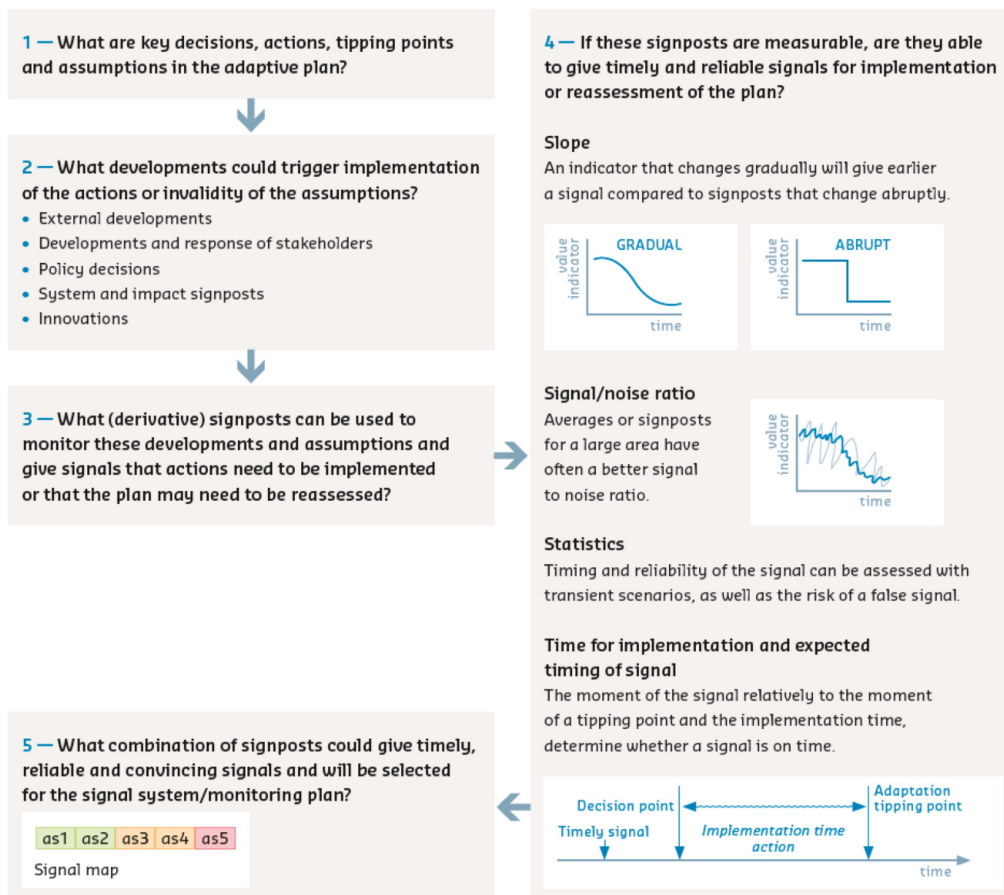 1 — What are key decisions, actions, tipping points
and assumptions in the adaptive plan?
2 — What developments could trigger implementation
of the actions or invalidity of the assumptions?
• External developments
• Developments and response of stakeholders
• Policy decisions
• System and impact signposts
• Innovations
3 — What (derivative) signposts can be used to
monitor these developments and assumptions and
give signals that actions need to be implemented
or that the plan may need to be reassessed?
4 — If these signposts are measurable, are they able
to give timely and reliable signals for implementation
or reassessment of the plan?
Slope
An indicator that changes gradually will give earlier
a signal compared to signposts that change abruptly.
GRADUAL
value
indicator
time
ABRUPT
value
indicator
time
Signal/noise ratio
Averages or signposts
for a large area have
often a better signal
to noise ratio.
value
indicator
time
Statistics
Timing and reliability of the signal can be assessed with
transient scenarios, as well as the risk of a false signal.
Time for implementation and expected
timing of signal
The moment of the signal relatively to the moment
of a tipping point and the implementation time,
determine whether a signal is on time.
Decision point
Adaptation
tipping point
Timely signal
Implementation time
action
time
5 — What combination of signposts could give timely,
reliable and convincing signals and will be selected
for the signal system/monitoring plan?
as1 as2 as3 as4 as5
Signal map